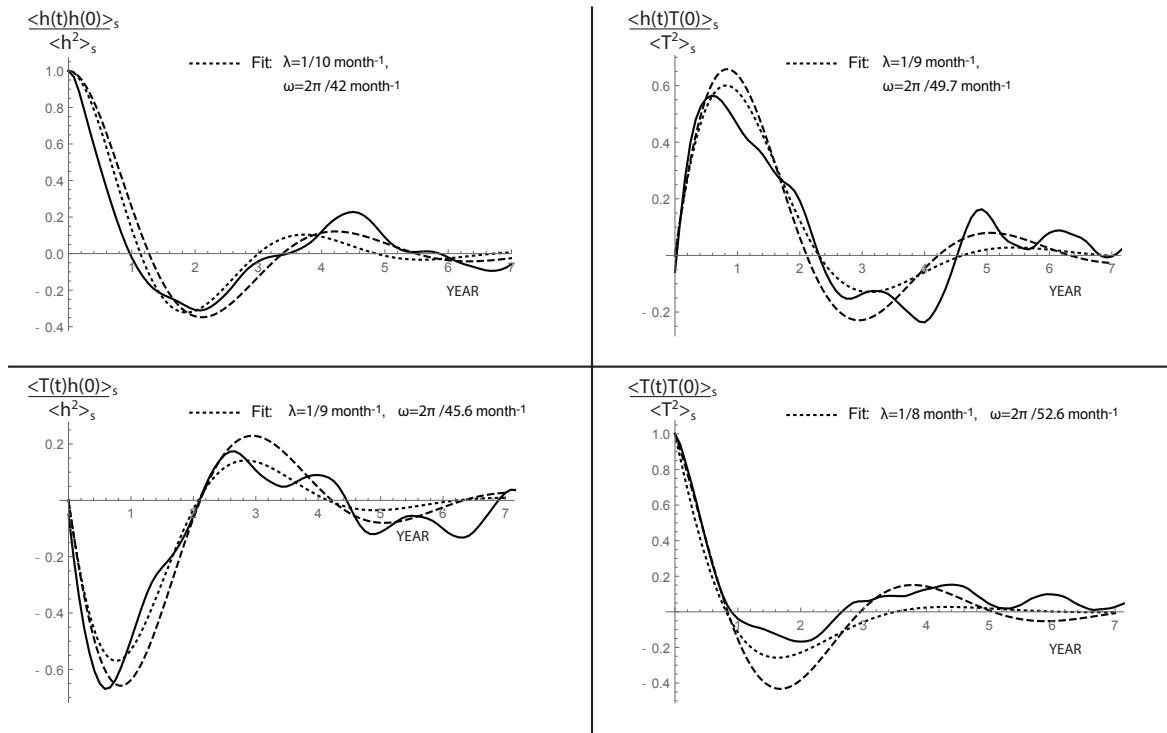 <h(t)h(0)>s
<h²>s
Fit: λ=1/10 month⁻¹,
ω=2π /42 month⁻¹
1.0
0.8
0.6
0.4
0.2
0.0
- 0.2
- 0.4
1 2 3 4 5 6 7
YEAR
<h(t)T(0)>s
<T²>s
Fit: λ=1/9 month⁻¹,
ω=2π /49.7 month⁻¹
0.6
0.4
0.2
- 0.2
1 2 3 4 5 6 7
YEAR
<T(t)h(0)>s
<h²>s
Fit: λ=1/9 month⁻¹, ω=2π /45.6 month⁻¹
0.2
- 0.2
- 0.4
- 0.6
0 1 2 3 4 5 6 7
YEAR
<T(t)T(0)>s
<T²>s
Fit: λ=1/8 month⁻¹, ω=2π /52.6 month⁻¹
1.0
0.8
0.6
0.4
0.2
0
0.2
- 0.4
1 2 3 4 5 6 7
YEAR